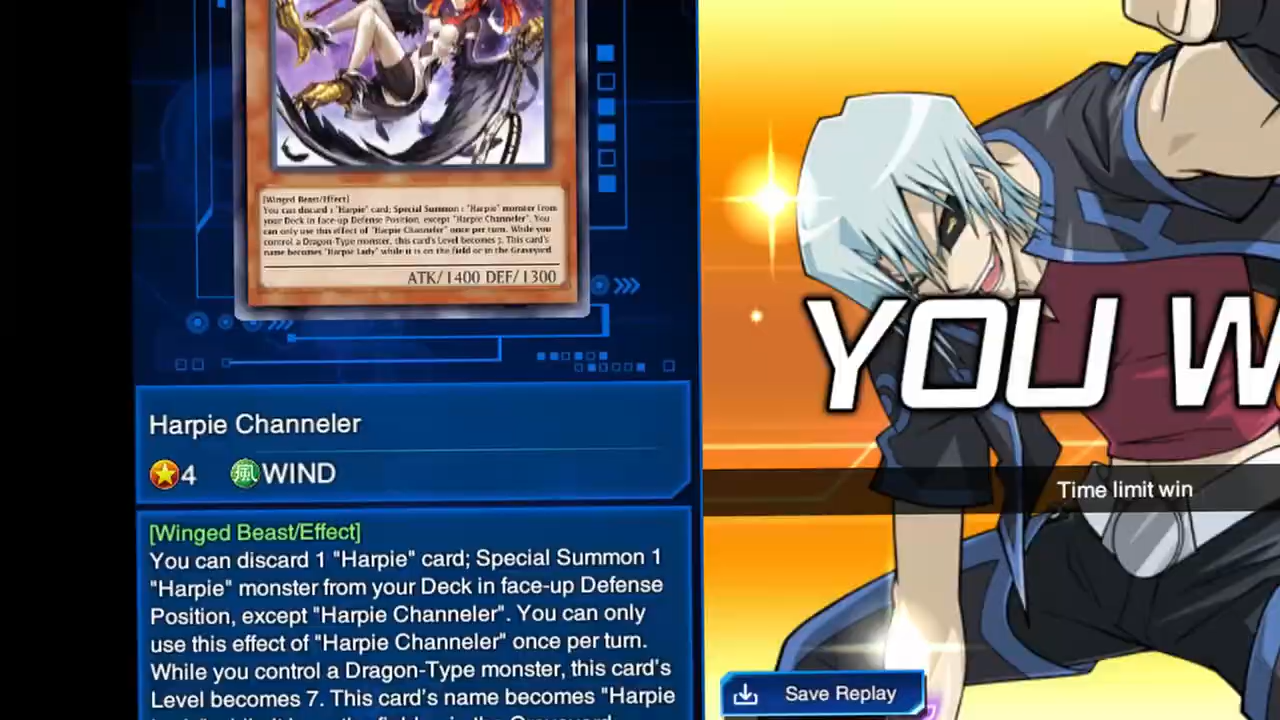 [Winged Beast/Effect]
You can discard 1 "Harpie" card; Special Summon 1 "Harpie" monster from
your Deck in face-up Defense Position, except "Harpie Channeler". You
can only use this effect of "Harpie Channeler" once per turn. While you
control a Dragon-Type monster, this card's Level becomes 7. This card's
name becomes "Harpie Lady" while it is on the field or in the Graveyard.
ATK/1400 DEF/1300
Harpie Channeler
4
風WIND
[Winged Beast/Effect]
You can discard 1 "Harpie" card; Special Summon 1
"Harpie" monster from your Deck in face-up Defense
Position, except "Harpie Channeler". You can only
use this effect of "Harpie Channeler" once per turn.
While you control a Dragon-Type monster, this card's
Level becomes 7. This card's name becomes "Harpie
YOU W
Time limit win
Save Replay